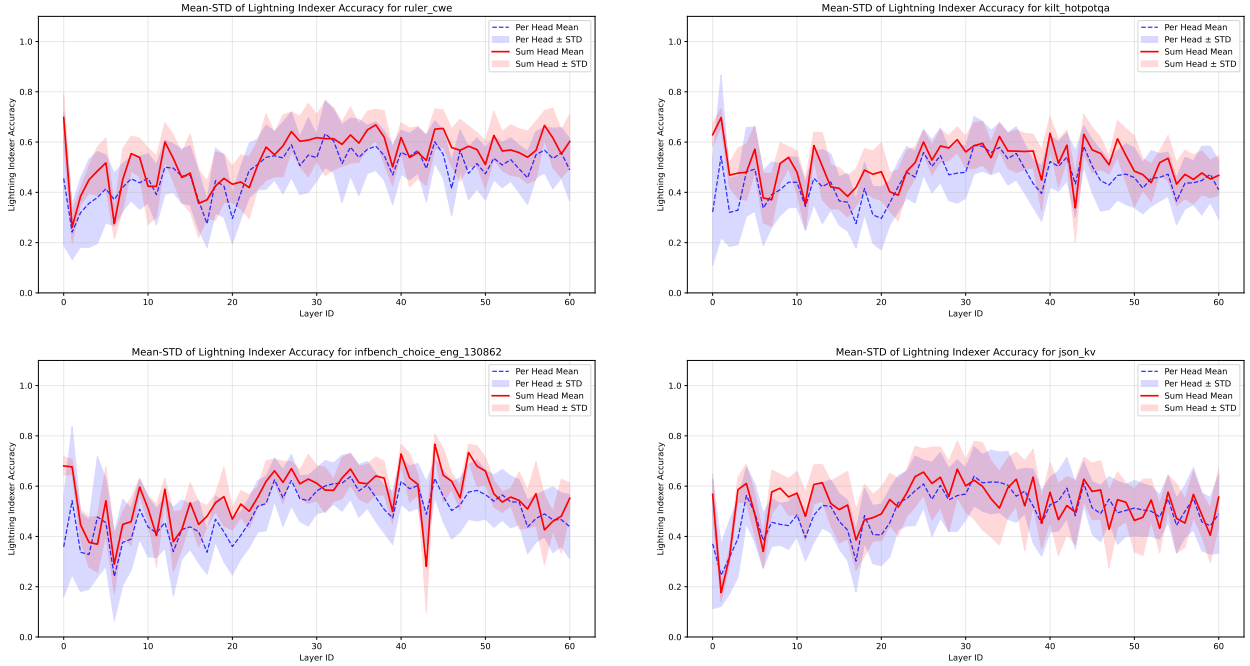 Mean-STD of Lightning Indexer Accuracy for ruler_cwe
Lightning Indexer Accuracy
1.0
0.8
0.6
0.4
0.2
0.0
Per Head Mean
Per Head ± STD
Sum Head Mean
Sum Head ± STD
0 10 20 30 40 50 60
Layer ID
Mean-STD of Lightning Indexer Accuracy for kilt_hotpotqa
Lightning Indexer Accuracy
1.0
0.8
0.6
0.4
0.2
0.0
Per Head Mean
Per Head ± STD
Sum Head Mean
Sum Head ± STD
0 10 20 30 40 50 60
Layer ID
Mean-STD of Lightning Indexer Accuracy for infbench_choice_eng_130862
Lightning Indexer Accuracy
1.0
0.8
0.6
0.4
0.2
0.0
Per Head Mean
Per Head ± STD
Sum Head Mean
Sum Head ± STD
0 10 20 30 40 50 60
Layer ID
Mean-STD of Lightning Indexer Accuracy for json_kv
Lightning Indexer Accuracy
1.0
0.8
0.6
0.4
0.2
0.0
Per Head Mean
Per Head ± STD
Sum Head Mean
Sum Head ± STD
0 10 20 30 40 50 60
Layer ID